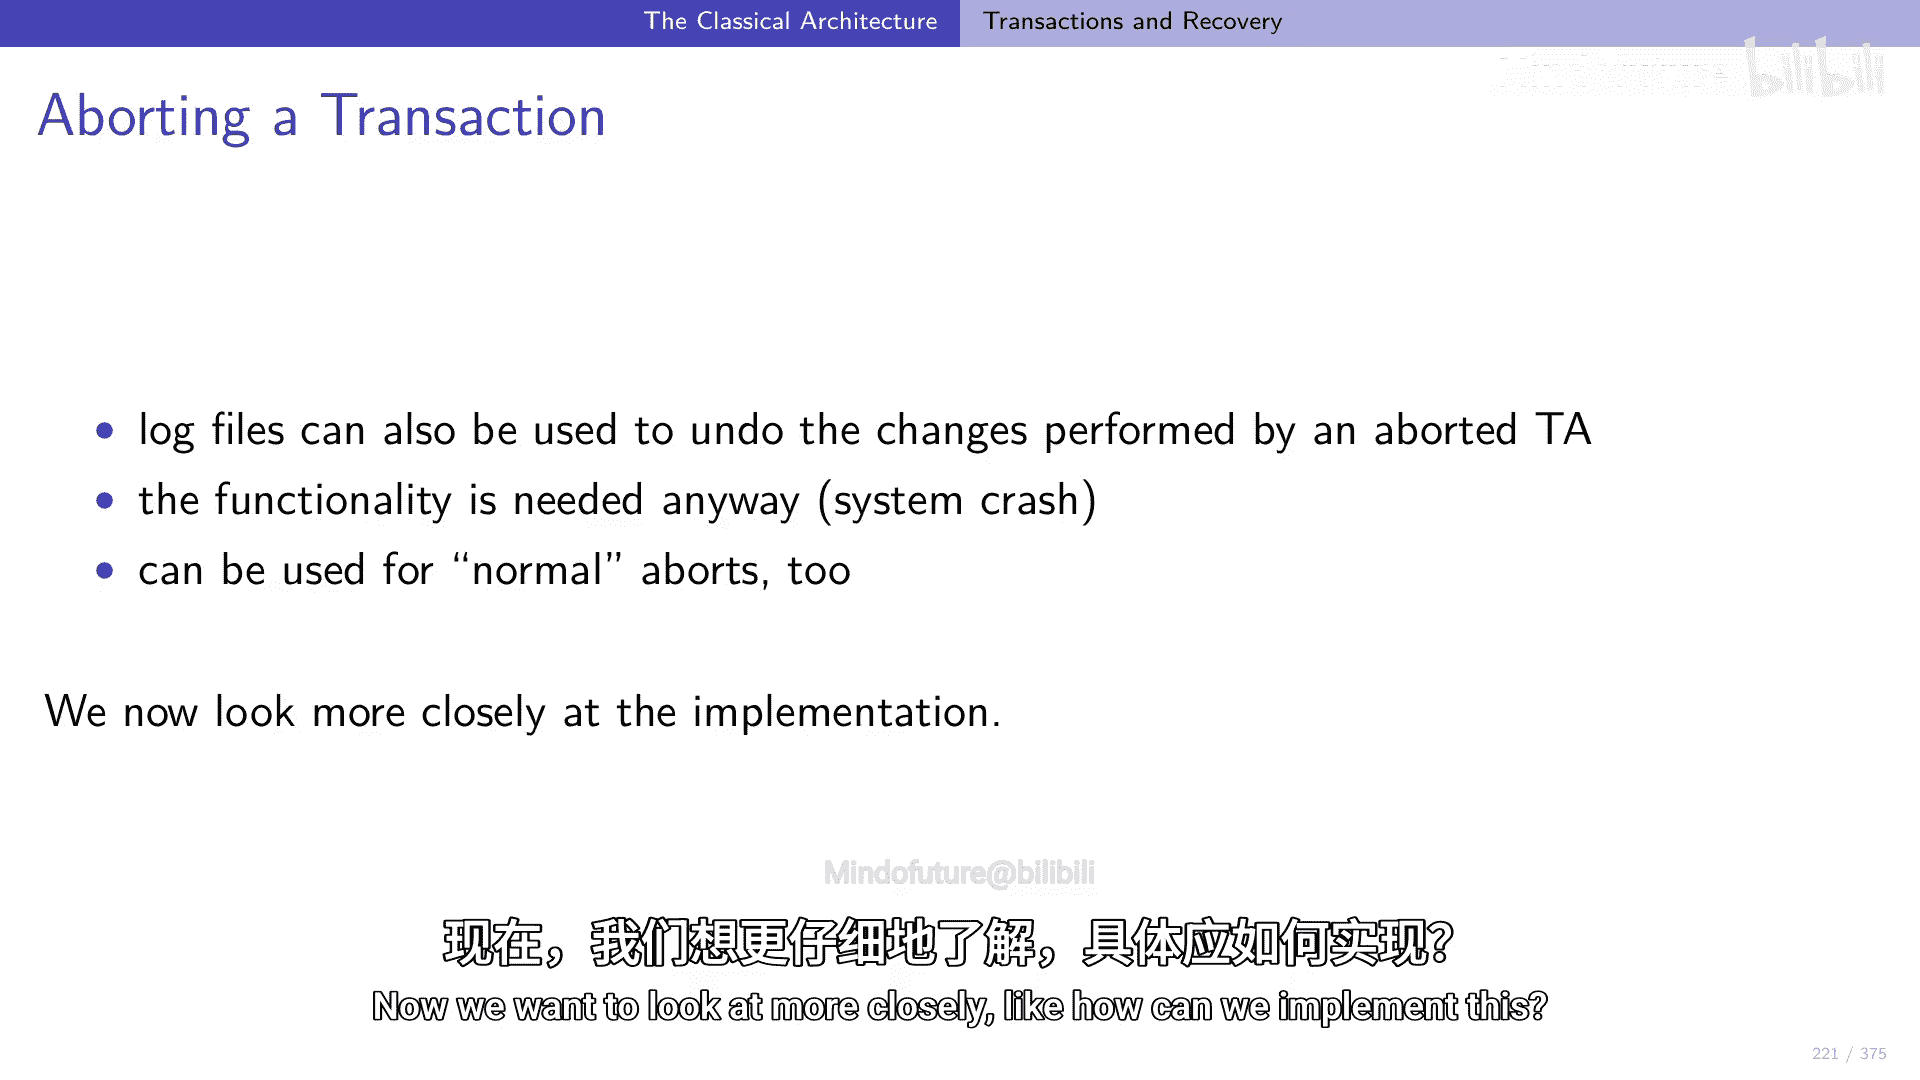 The Classical Architecture
Transactions and Recovery
bilibili
Aborting a Transaction
• log files can also be used to undo the changes performed by an aborted TA
• the functionality is needed anyway (system crash)
• can be used for “normal” aborts, too
We now look more closely at the implementation.
Mindofuture@bilibili
现在，我们想更仔细地了解，具体应如何实现？
Now we want to look at more closely, like how can we implement this?
221 / 375